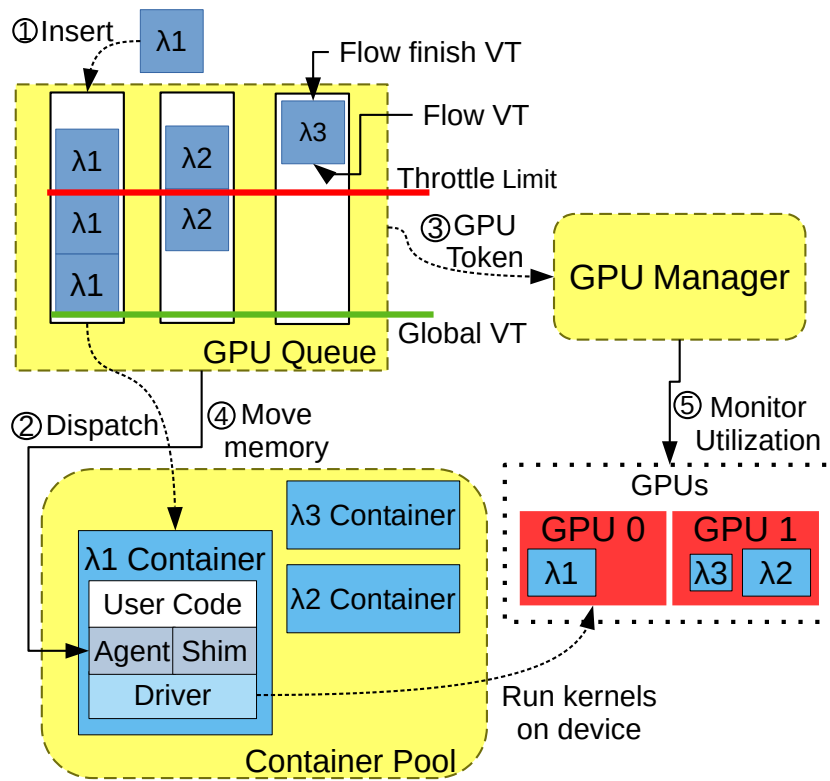 ①Insert
λ1
Flow finish VT
Flow VT
λ1
λ2
λ3
Throttle Limit
λ1
λ2
③GPU
Token
λ1
GPU Manager
Global VT
GPU Queue
②Dispatch
④Move
memory
⑤Monitor
Utilization
GPUs
GPU 0
GPU 1
λ1
λ3
λ2
λ3 Container
λ2 Container
λ1 Container
User Code
Agent
Shim
Driver
Run kernels
on device
Container Pool